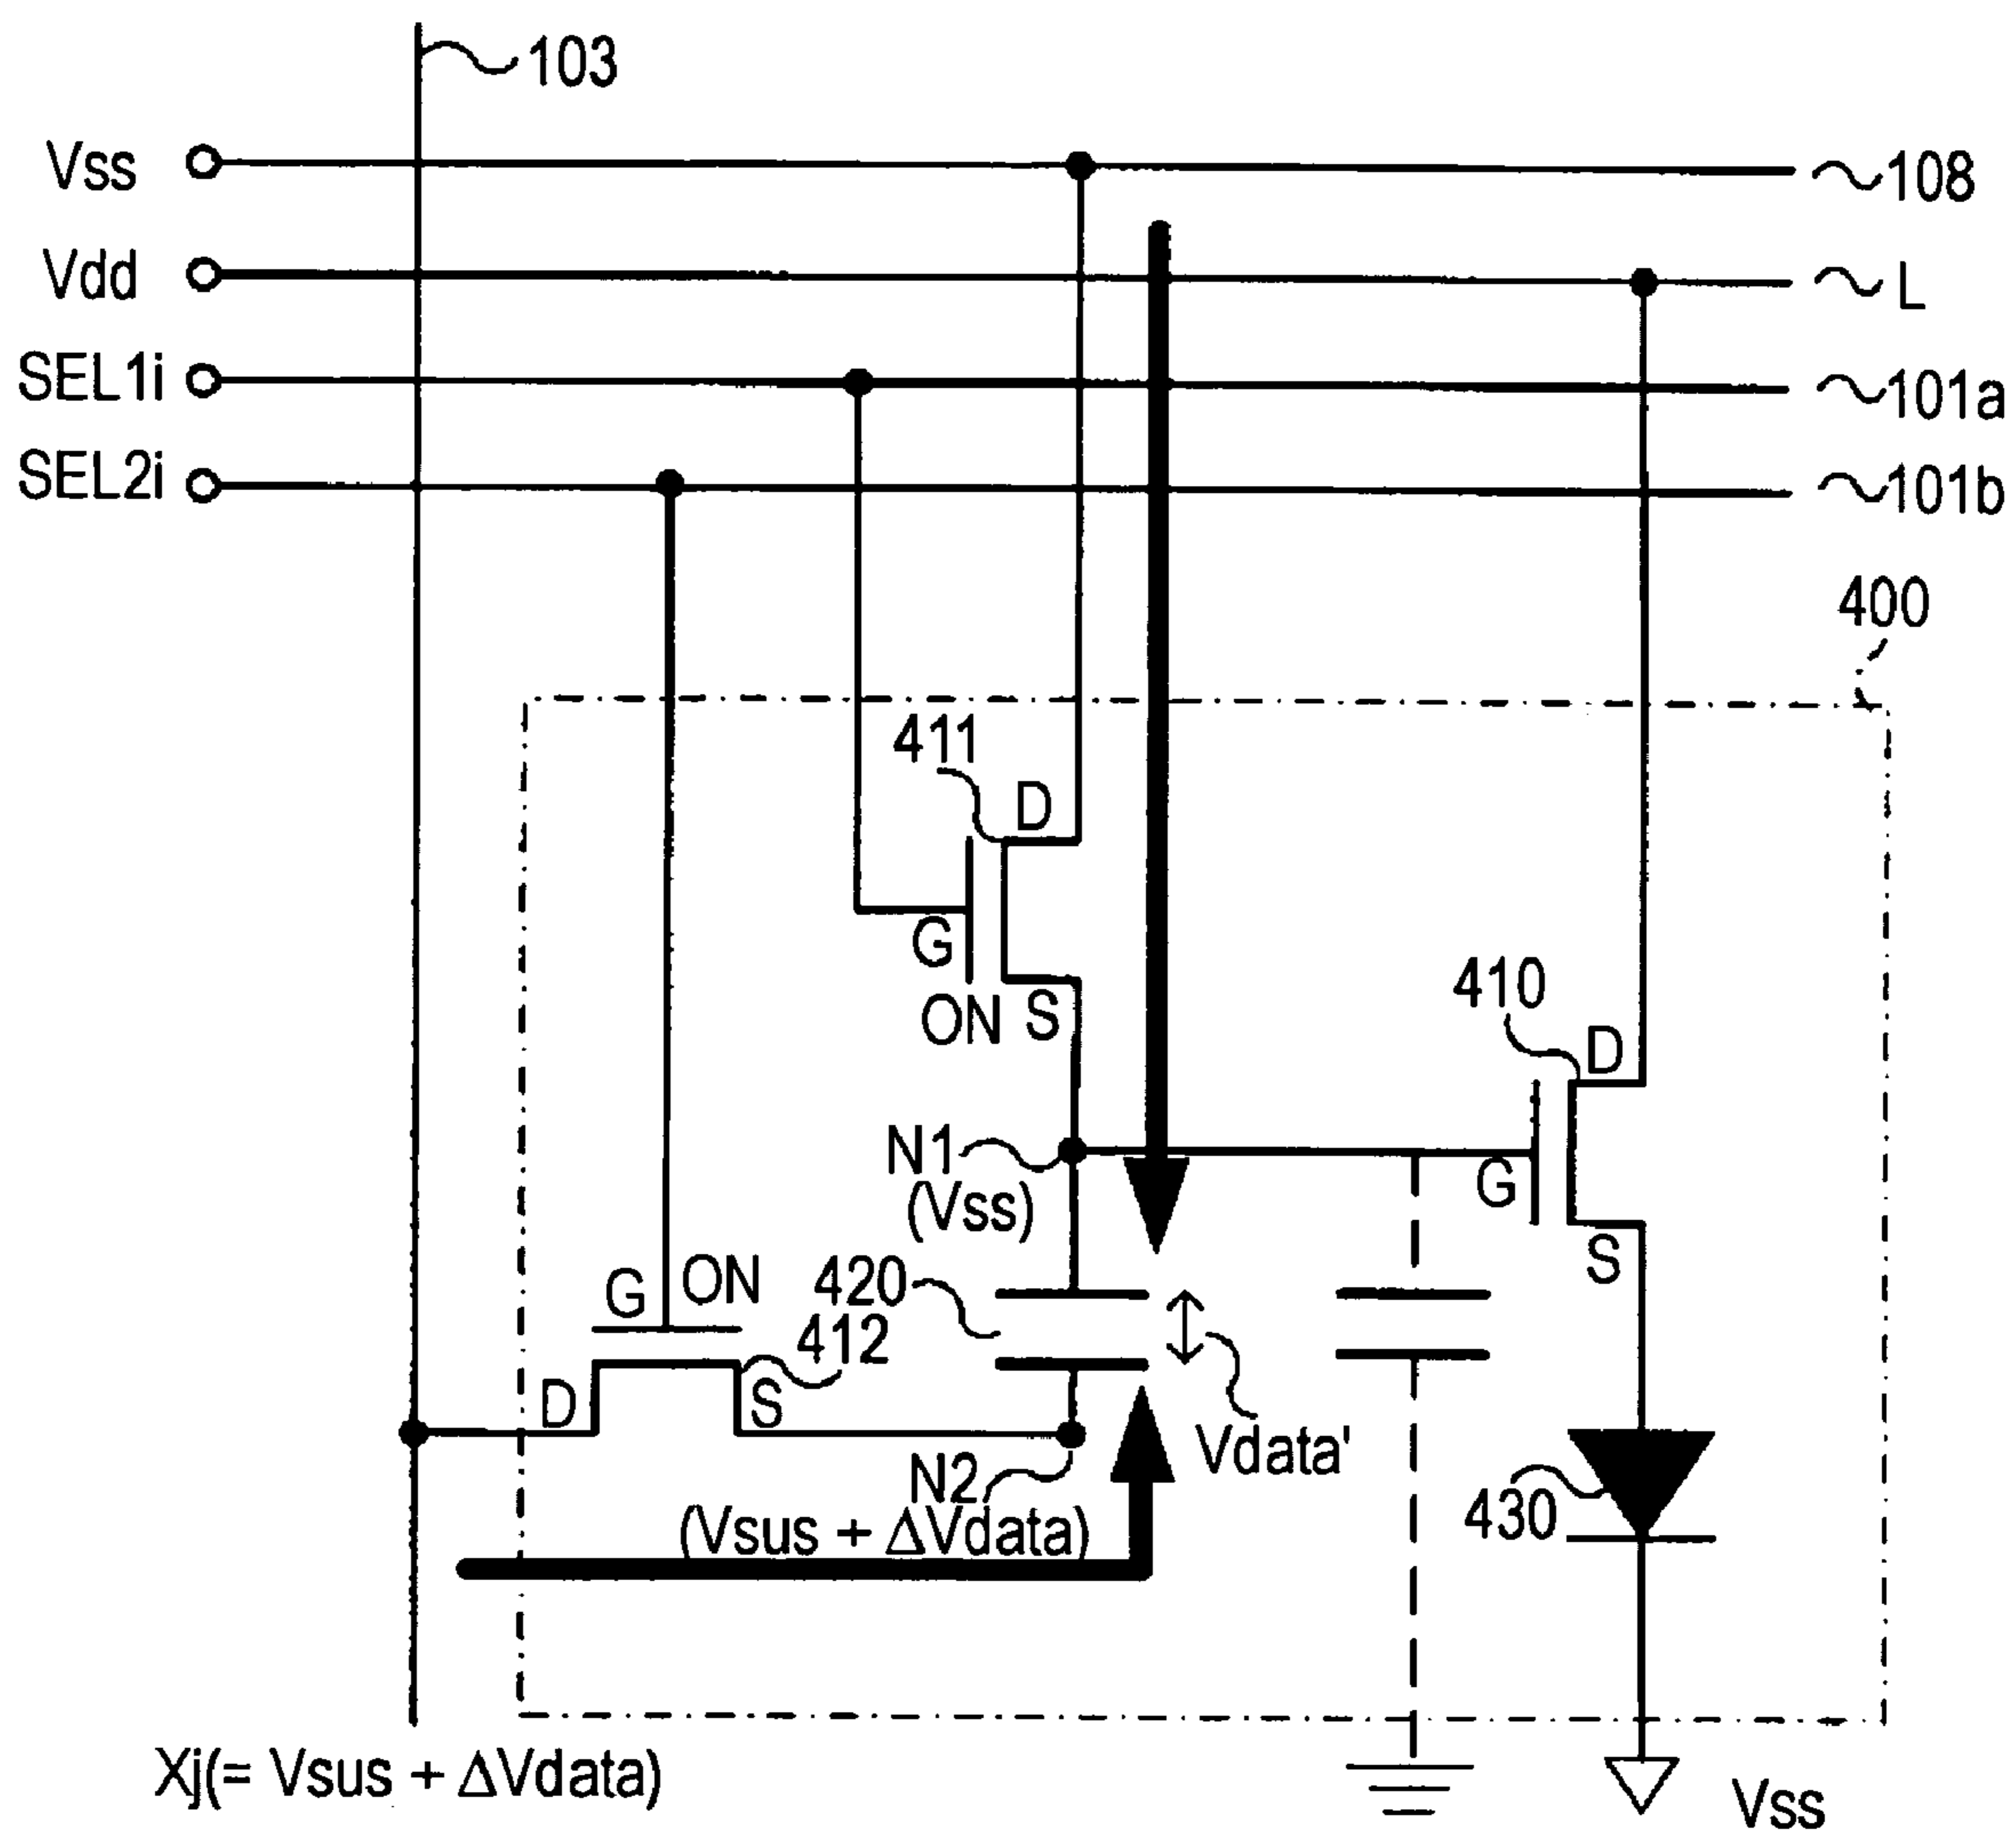 103
Vss
108
Vdd
L
SEL1i
101a
SEL2i
101b
400
411
D
G
ON
S
410
D
N1
(Vss)
G
S
420
G
ON
412
D
S
N2
Vdata'
430
(Vsus + ΔVdata)
Xj(= Vsus + ΔVdata)
Vss